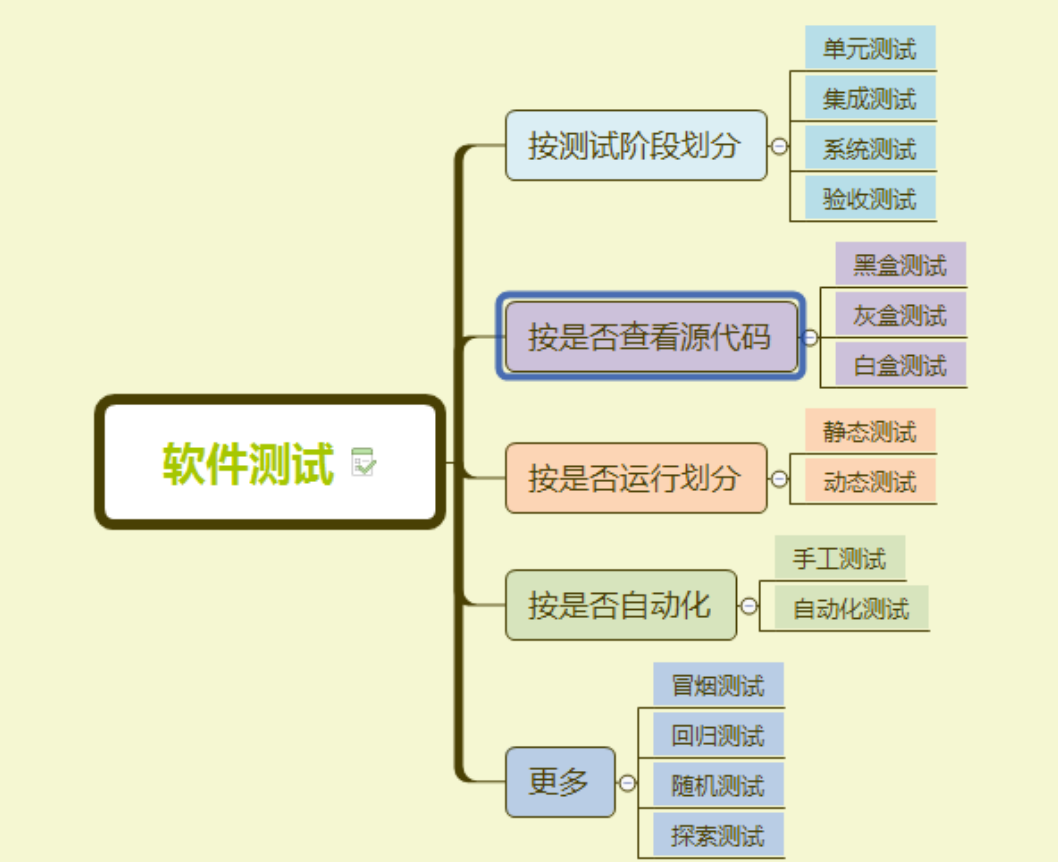 软件测试
按测试阶段划分
单元测试
集成测试
系统测试
验收测试
按是否查看源代码
黑盒测试
灰盒测试
白盒测试
按是否运行划分
静态测试
动态测试
按是否自动化
手工测试
自动化测试
更多
冒烟测试
回归测试
随机测试
探索测试